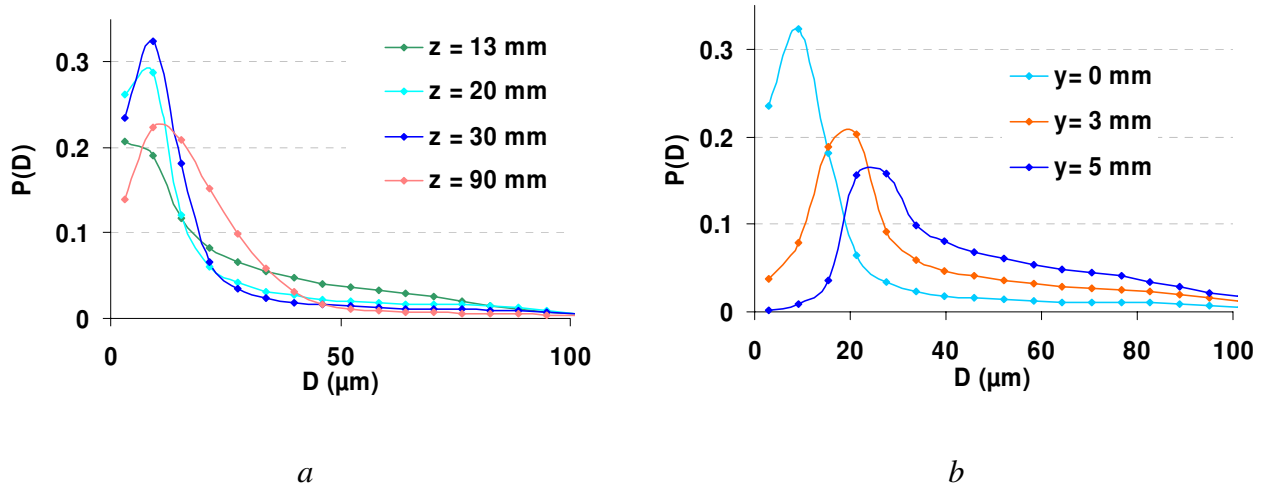 P(D)
0.3
0.2
0.1
0
0
50
100
D (µm)
z = 13 mm
z = 20 mm
z = 30 mm
z = 90 mm
a
P(D)
0.3
0.2
0.1
0
0
20
40
60
80
100
D (µm)
y= 0 mm
y= 3 mm
y= 5 mm
b